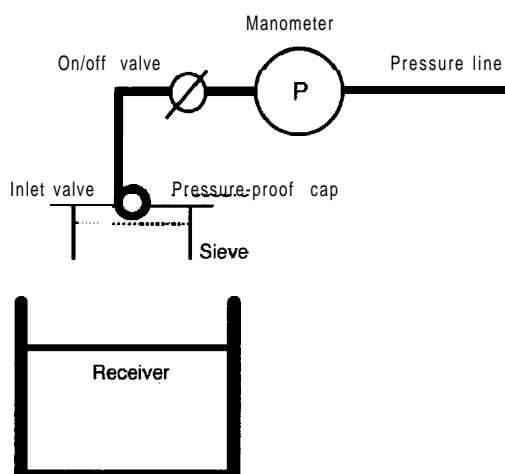 Manometer
On/off valve
Pressure line
P
Inlet valve
Pressure-proof cap
Sieve
Receiver